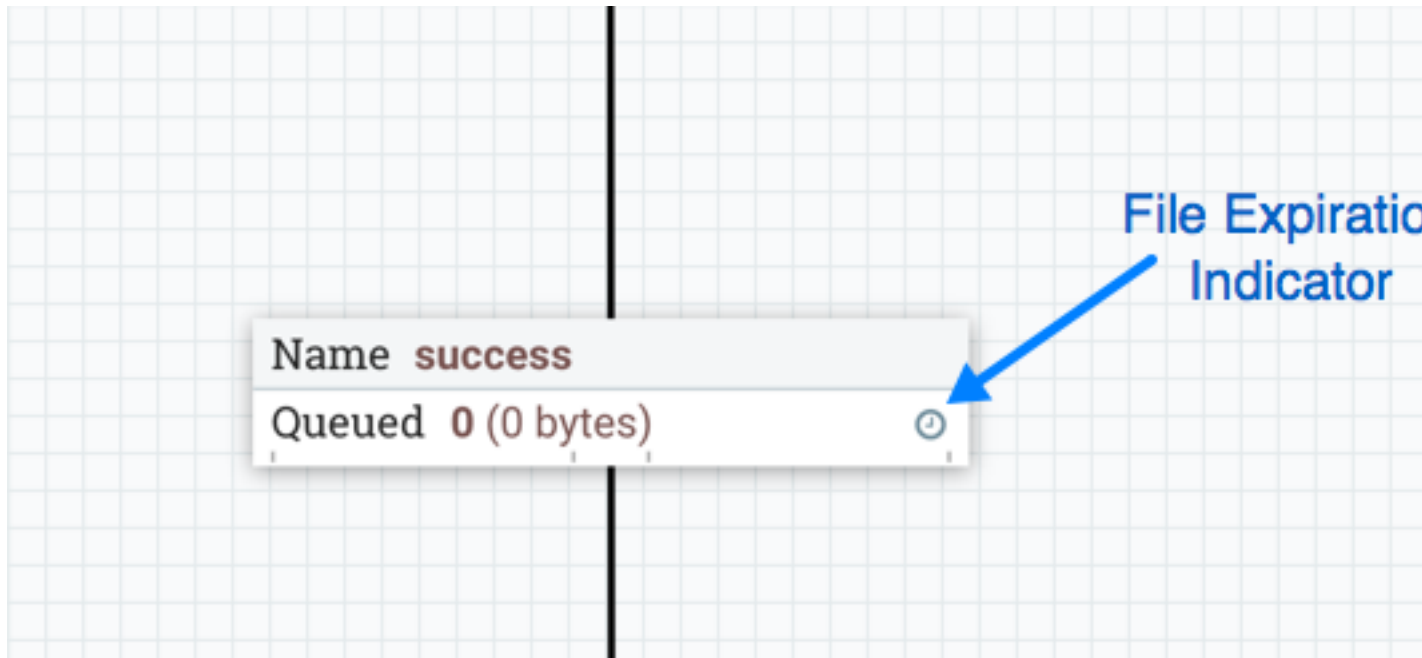 File Expiratio
Indicator
Name success
Queued 0 (0 bytes)